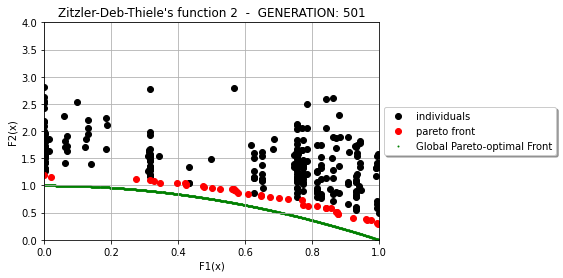 Zitzler-Deb-Thiele's function 2 - GENERATION: 501
4.0
3.5
3.0
2.5
2.0
1.5
1.0
0.5
0.0
F2(x)
0.0 0.2 0.4 0.6 0.8 1.0
F1(x)
individuals
pareto front
Global Pareto-optimal Front